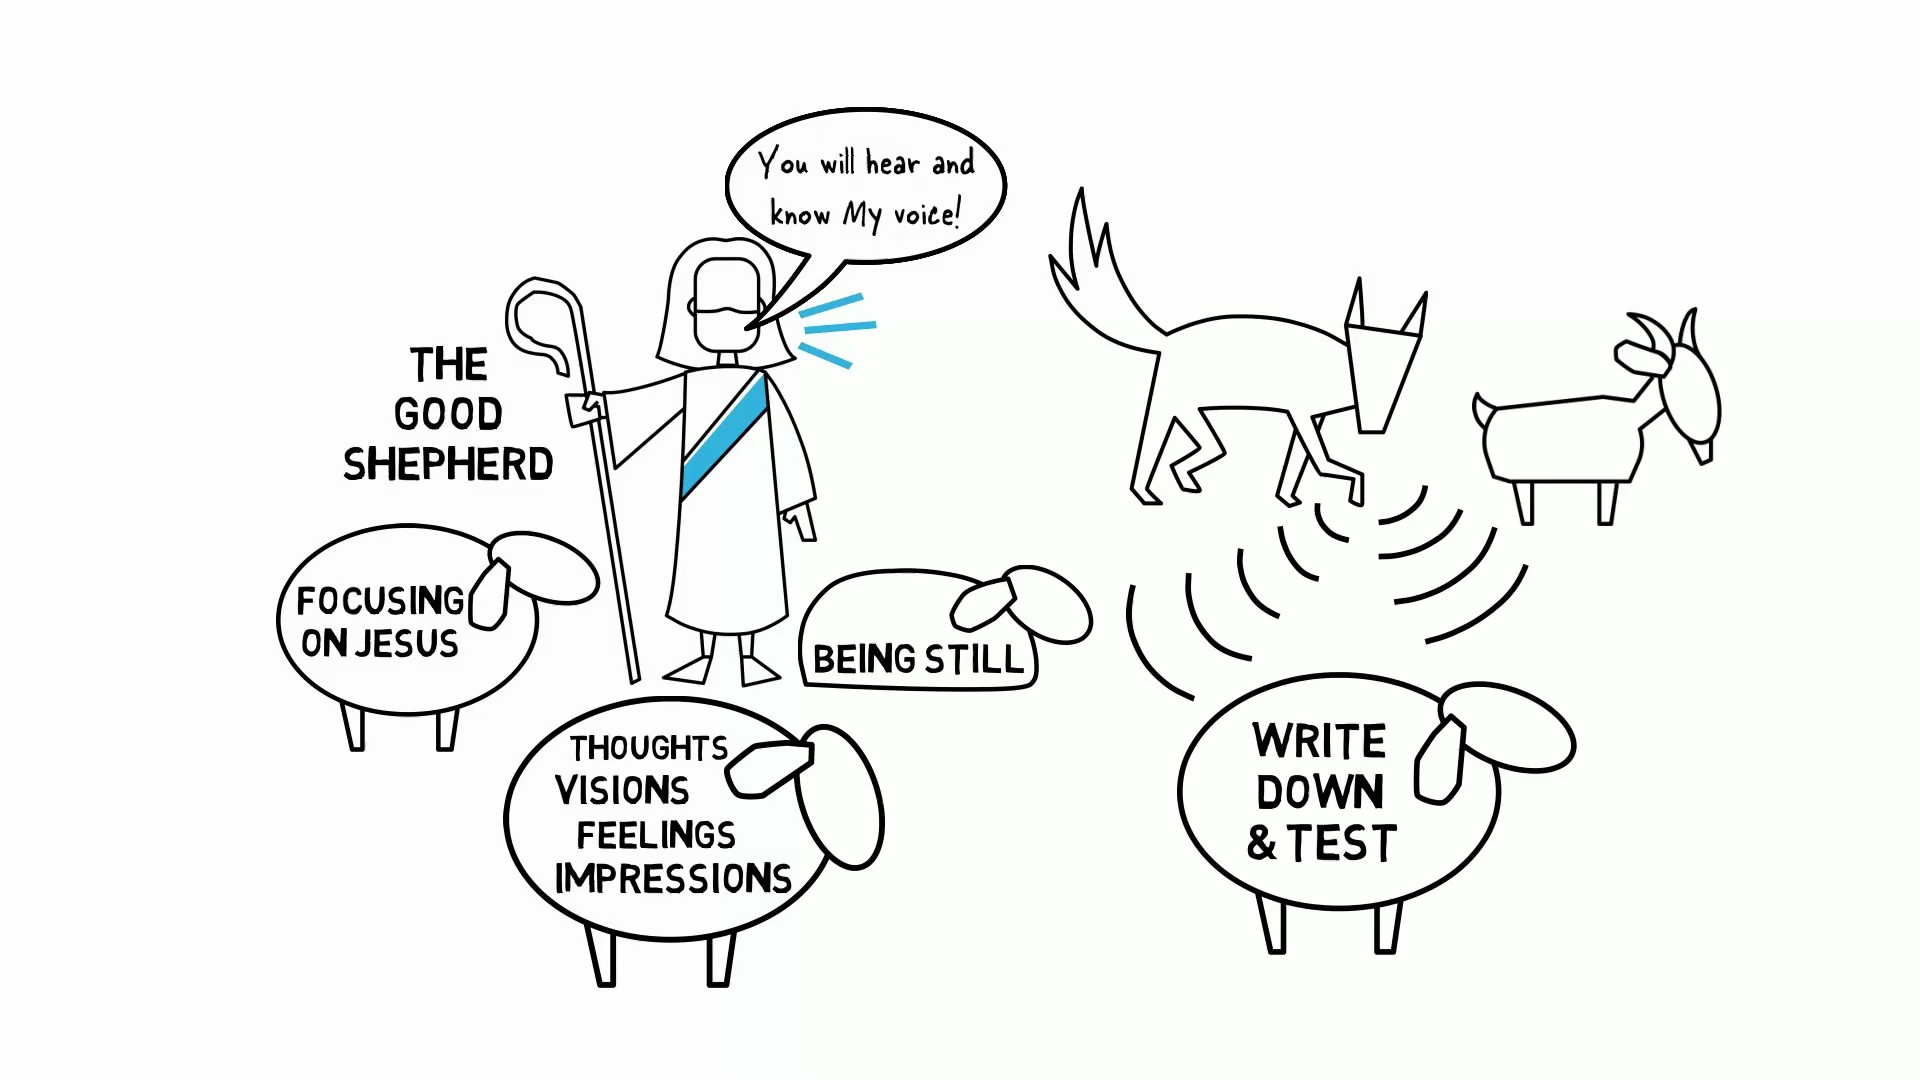 You will hear and
know My voice!
THE
GOOD
SHEPHERD
FOCUSING
ON JESUS
BEING STILL
THOUGHTS
VISIONS
FEELINGS
IMPRESSIONS
WRITE
DOWN
& TEST